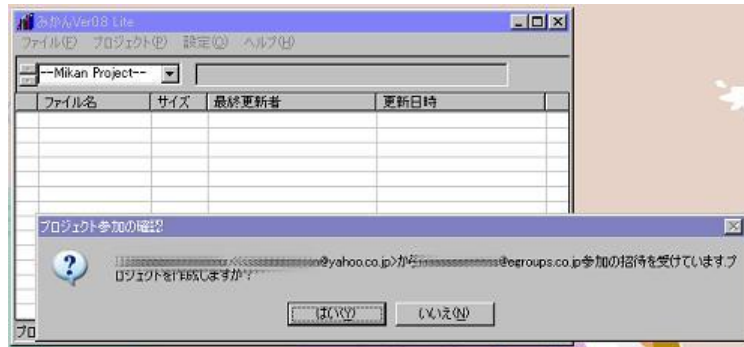 みかんVer0.8 Lite
ファイル(F) プロジェクト(P) 設定(O) ヘルプ(H)
--Mikan Project--
ファイル名 サイズ 最終更新者 更新日時
プロジェクト参加の確認
@yahoo.co.jp>から @egroups.co.jp参加の招待を受けています.プ
ロジェクトを作成しますか?
はい(Y) いいえ(N)
プロ